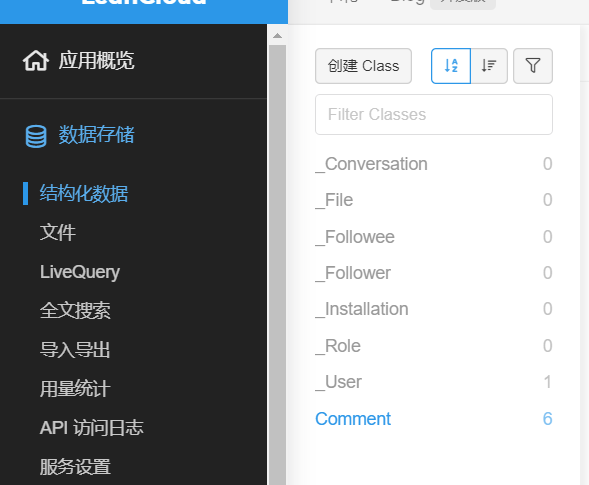 LeanCloud
应用概览
数据存储
结构化数据
文件
LiveQuery
全文搜索
导入导出
用量统计
API 访问日志
服务设置
Blog
创建 Class
Filter Classes
_Conversation 0
_File 0
_Followee 0
_Follower 0
_Installation 0
_Role 0
_User 1
Comment 6